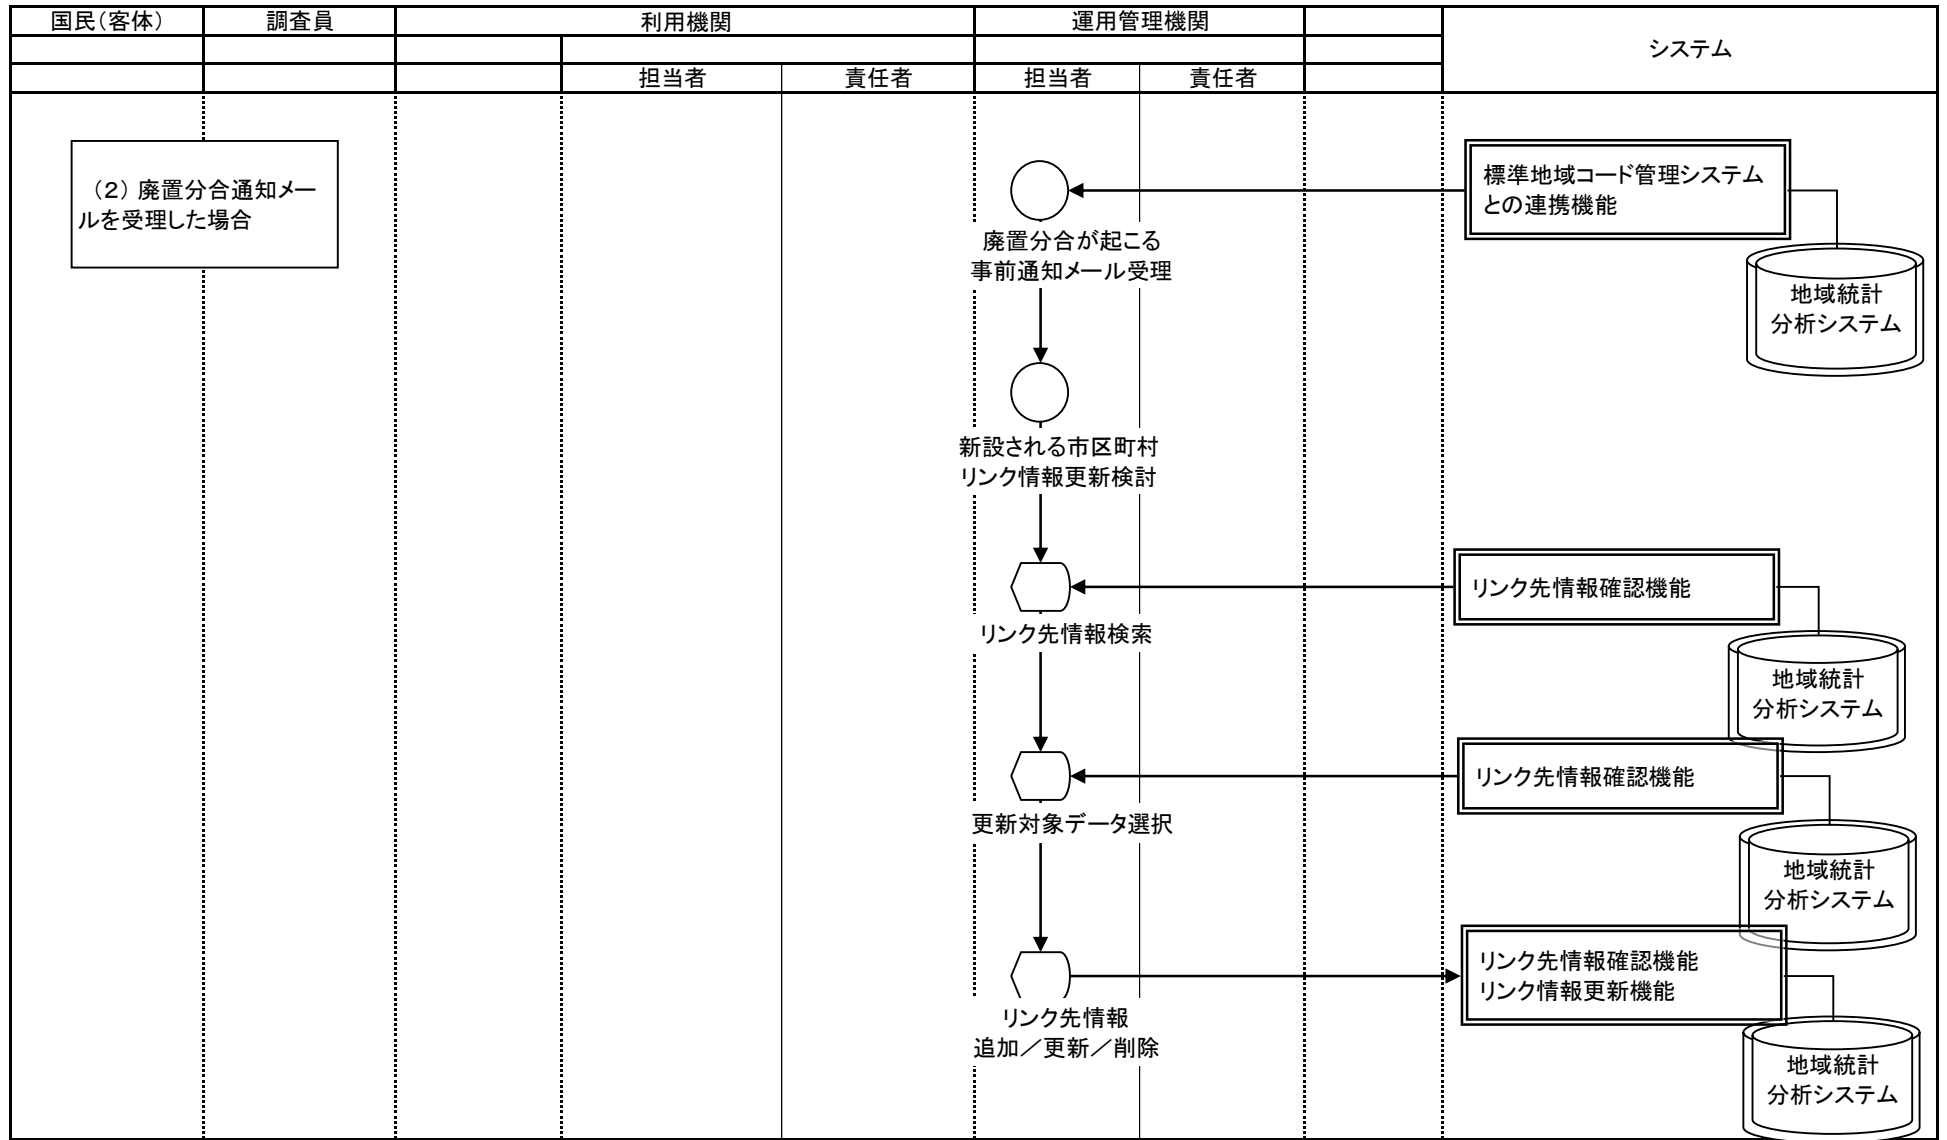 国民(客体)
調査員
利用機関
運用管理機関
システム
担当者
責任者
担当者
責任者
(2)廃置分合通知メー
ルを受理した場合
標準地域コード管理システム
との連携機能
廃置分合が起こる
事前通知メール受理
地域統計
分析システム
新設される市区町村
リンク情報更新検討
リンク先情報確認機能
リンク先情報検索
地域統計
分析システム
リンク先情報確認機能
更新対象データ選択
地域統計
分析システム
リンク先情報確認機能
リンク情報更新機能
リンク先情報
追加/更新/削除
地域統計
分析システム